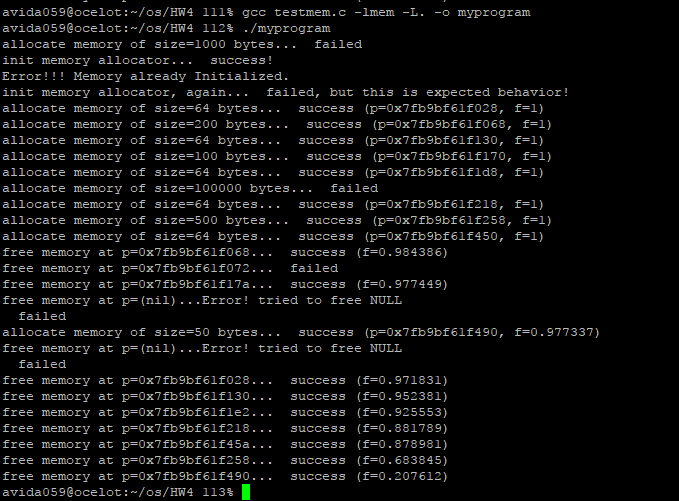 avida059@ocelot:~/os/HW4 111% gcc testmem.c -lmem -L. -o myprogram
avida059@ocelot:~/os/HW4 112% ./myprogram
allocate memory of size=1000 bytes...  failed
init memory allocator...  success!
Error!!! Memory already Initialized.
init memory allocator, again...  failed, but this is expected behavior!
allocate memory of size=64 bytes...  success (p=0x7fb9bf61f028, f=1)
allocate memory of size=200 bytes...  success (p=0x7fb9bf61f068, f=1)
allocate memory of size=64 bytes...  success (p=0x7fb9bf61f130, f=1)
allocate memory of size=100 bytes...  success (p=0x7fb9bf61f170, f=1)
allocate memory of size=64 bytes...  success (p=0x7fb9bf61f1d8, f=1)
allocate memory of size=100000 bytes...  failed
allocate memory of size=64 bytes...  success (p=0x7fb9bf61f218, f=1)
allocate memory of size=500 bytes...  success (p=0x7fb9bf61f258, f=1)
allocate memory of size=64 bytes...  success (p=0x7fb9bf61f450, f=1)
free memory at p=0x7fb9bf61f068...  success (f=0.984386)
free memory at p=0x7fb9bf61f072...  failed
free memory at p=0x7fb9bf61f17a...  success (f=0.977449)
free memory at p=(nil)...Error! tried to free NULL
  failed
allocate memory of size=50 bytes...  success (p=0x7fb9bf61f490, f=0.977337)
free memory at p=(nil)...Error! tried to free NULL
  failed
free memory at p=0x7fb9bf61f028...  success (f=0.971831)
free memory at p=0x7fb9bf61f130...  success (f=0.952381)
free memory at p=0x7fb9bf61f1e2...  success (f=0.925553)
free memory at p=0x7fb9bf61f218...  success (f=0.881789)
free memory at p=0x7fb9bf61f45a...  success (f=0.878981)
free memory at p=0x7fb9bf61f258...  success (f=0.683845)
free memory at p=0x7fb9bf61f490...  success (f=0.207612)
avida059@ocelot:~/os/HW4 113%